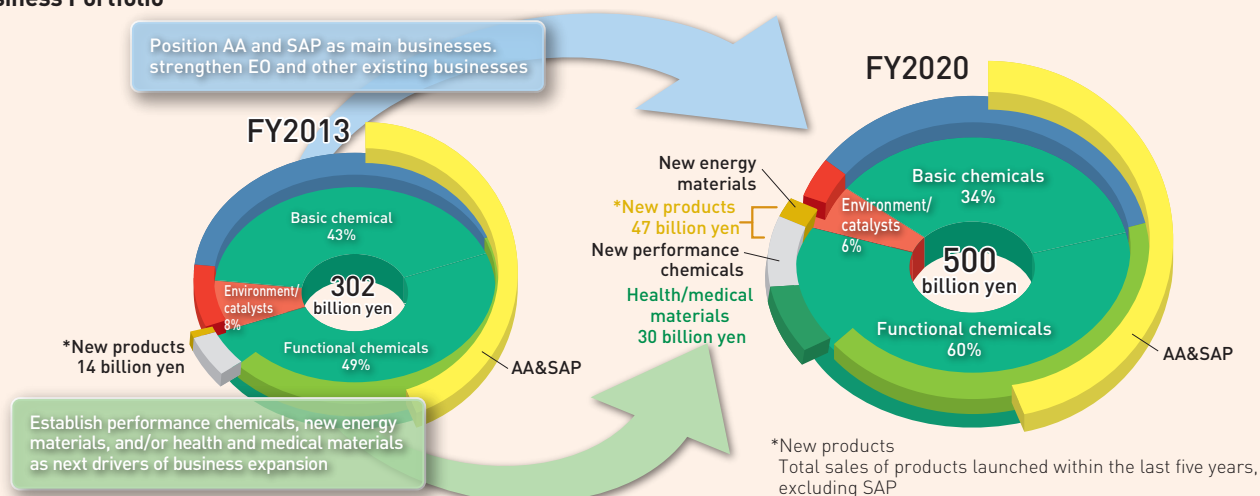 Position AA and SAP as main businesses.
strengthen EO and other existing businesses
FY2013
Basic chemical
43%
Environment/
catalysts
8%
302
billion yen
Functional chemicals
49%
*New products
14 billion yen
AA&SAP
Establish performance chemicals, new energy
materials, and/or health and medical materials
as next drivers of business expansion
FY2020
New energy
materials
*New products
47 billion yen
New performance
chemicals
Health/medical
materials
30 billion yen
Basic chemicals
34%
Environment/
catalysts
6%
500
billion yen
Functional chemicals
60%
AA&SAP
*New products
Total sales of products launched within the last five years,
excluding SAP